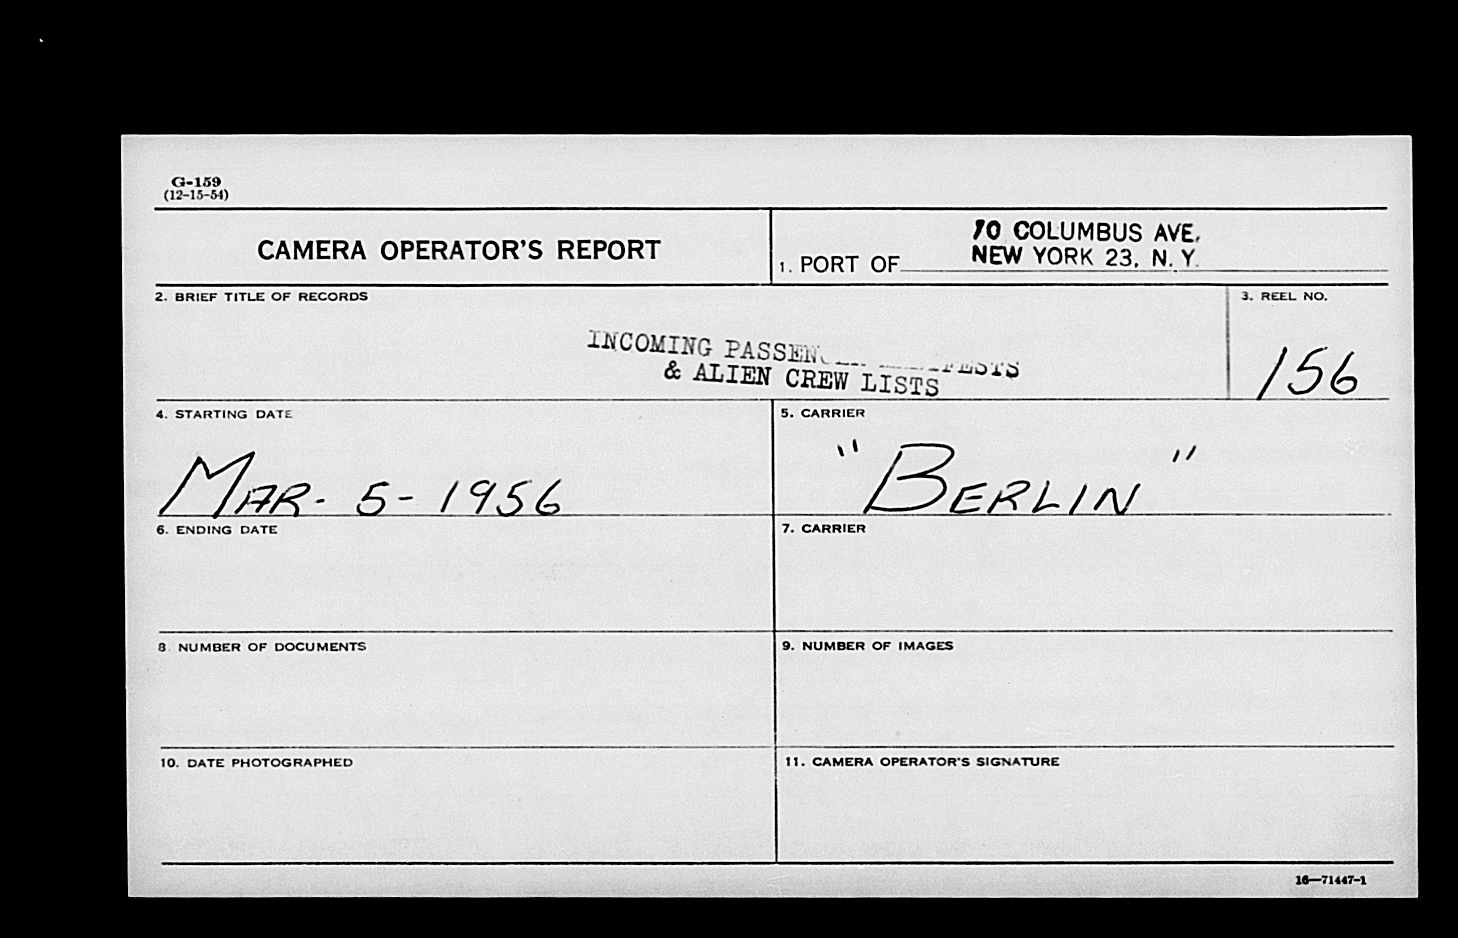 G-159
(12-15-54)
CAMERA OPERATOR'S REPORT
1. PORT OF
70 COLUMBUS AVE.
NEW YORK 23, N. Y.
2. BRIEF TITLE OF RECORDS
INCOMING
& ALIEN CREW LISTS
3. REEL NO.
156
4. STARTING DATE
MAR- 5-1956
5. CARRIER
"BERLIN"
6. ENDING DATE
7. CARRIER
8. NUMBER OF DOCUMENTS
9. NUMBER OF IMAGES
10. DATE PHOTOGRAPHED
11. CAMERA OPERATOR'S SIGNATURE
16—71447-1